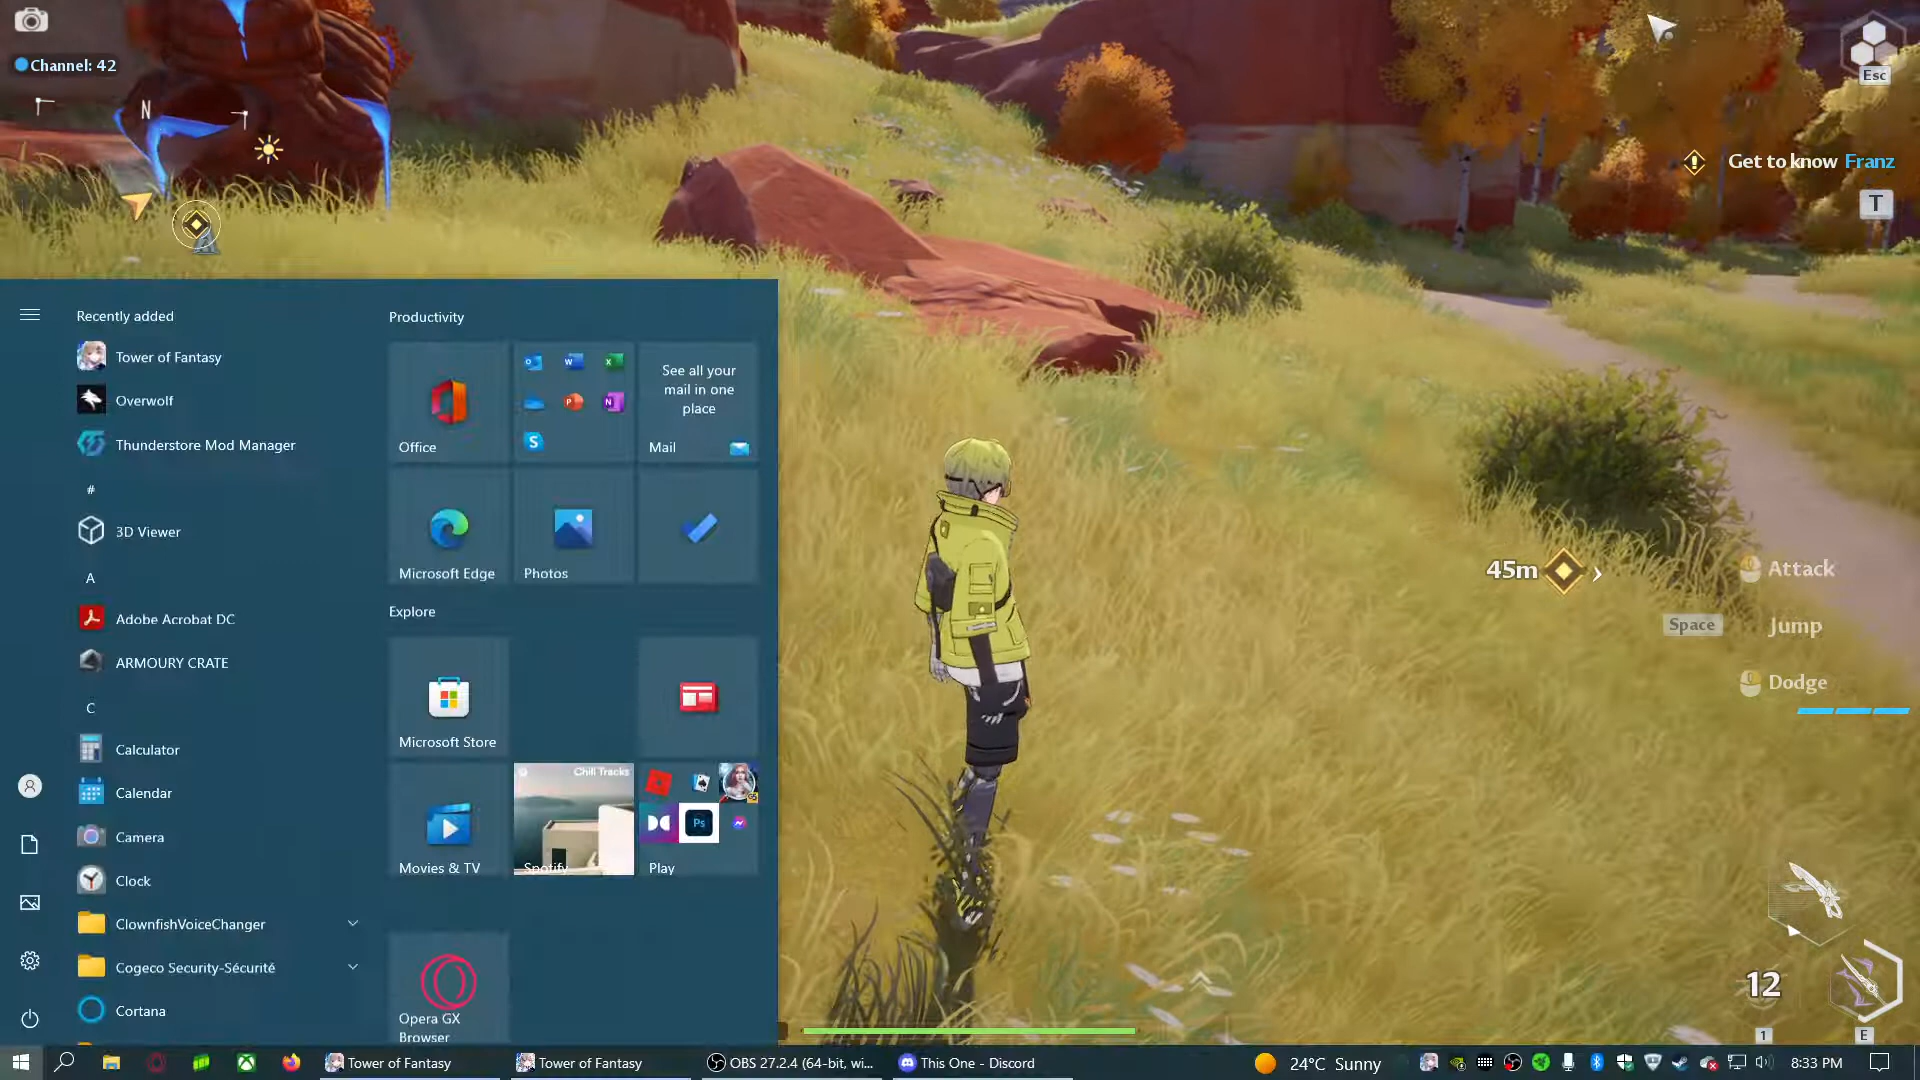 Channel: 42
N
Esc
Get to know Franz
T
Recently added
Tower of Fantasy
Overwolf
Thunderstore Mod Manager
#
3D Viewer
A
Adobe Acrobat DC
ARMOURY CRATE
C
Calculator
Calendar
Camera
Clock
ClownfishVoiceChanger
Cogeco Security-Sécurité
Cortana
Productivity
Office
See all your
mail in one
place
Mail
Microsoft Edge
Photos
Explore
Microsoft Store
Movies & TV
Chill Tracks
Spotify
Ps
Play
Opera GX
Browser
45m
Attack
Space
Jump
Dodge
12
1
E
Tower of Fantasy
Tower of Fantasy
OBS 27.2.4 (64-bit, wi...
This One - Discord
24°C Sunny
8:33 PM